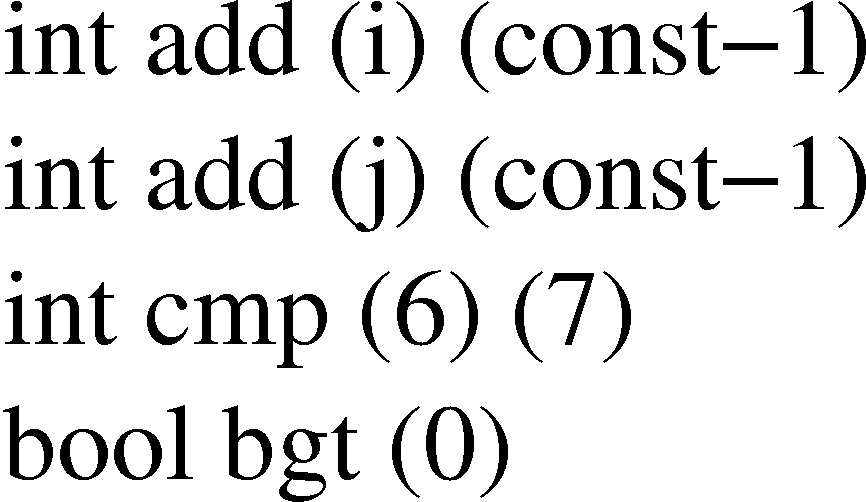 int add (i) (const−1)
int add (j) (const−1)
int cmp (6) (7)
bool bgt (0)